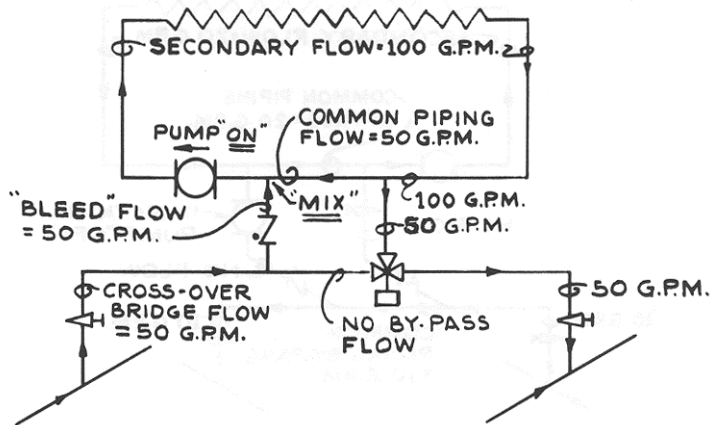 SECONDARY FLOW=100 G.P.M.
COMMON PIPING
FLOW=50 G.P.M.
PUMP "ON"
"MIX"
100 G.P.M.
50 G.P.M.
"BLEED" FLOW
= 50 G.P.M.
CROSS-OVER
BRIDGE FLOW
= 50 G.P.M.
NO BY-PASS
FLOW
50 G.P.M.